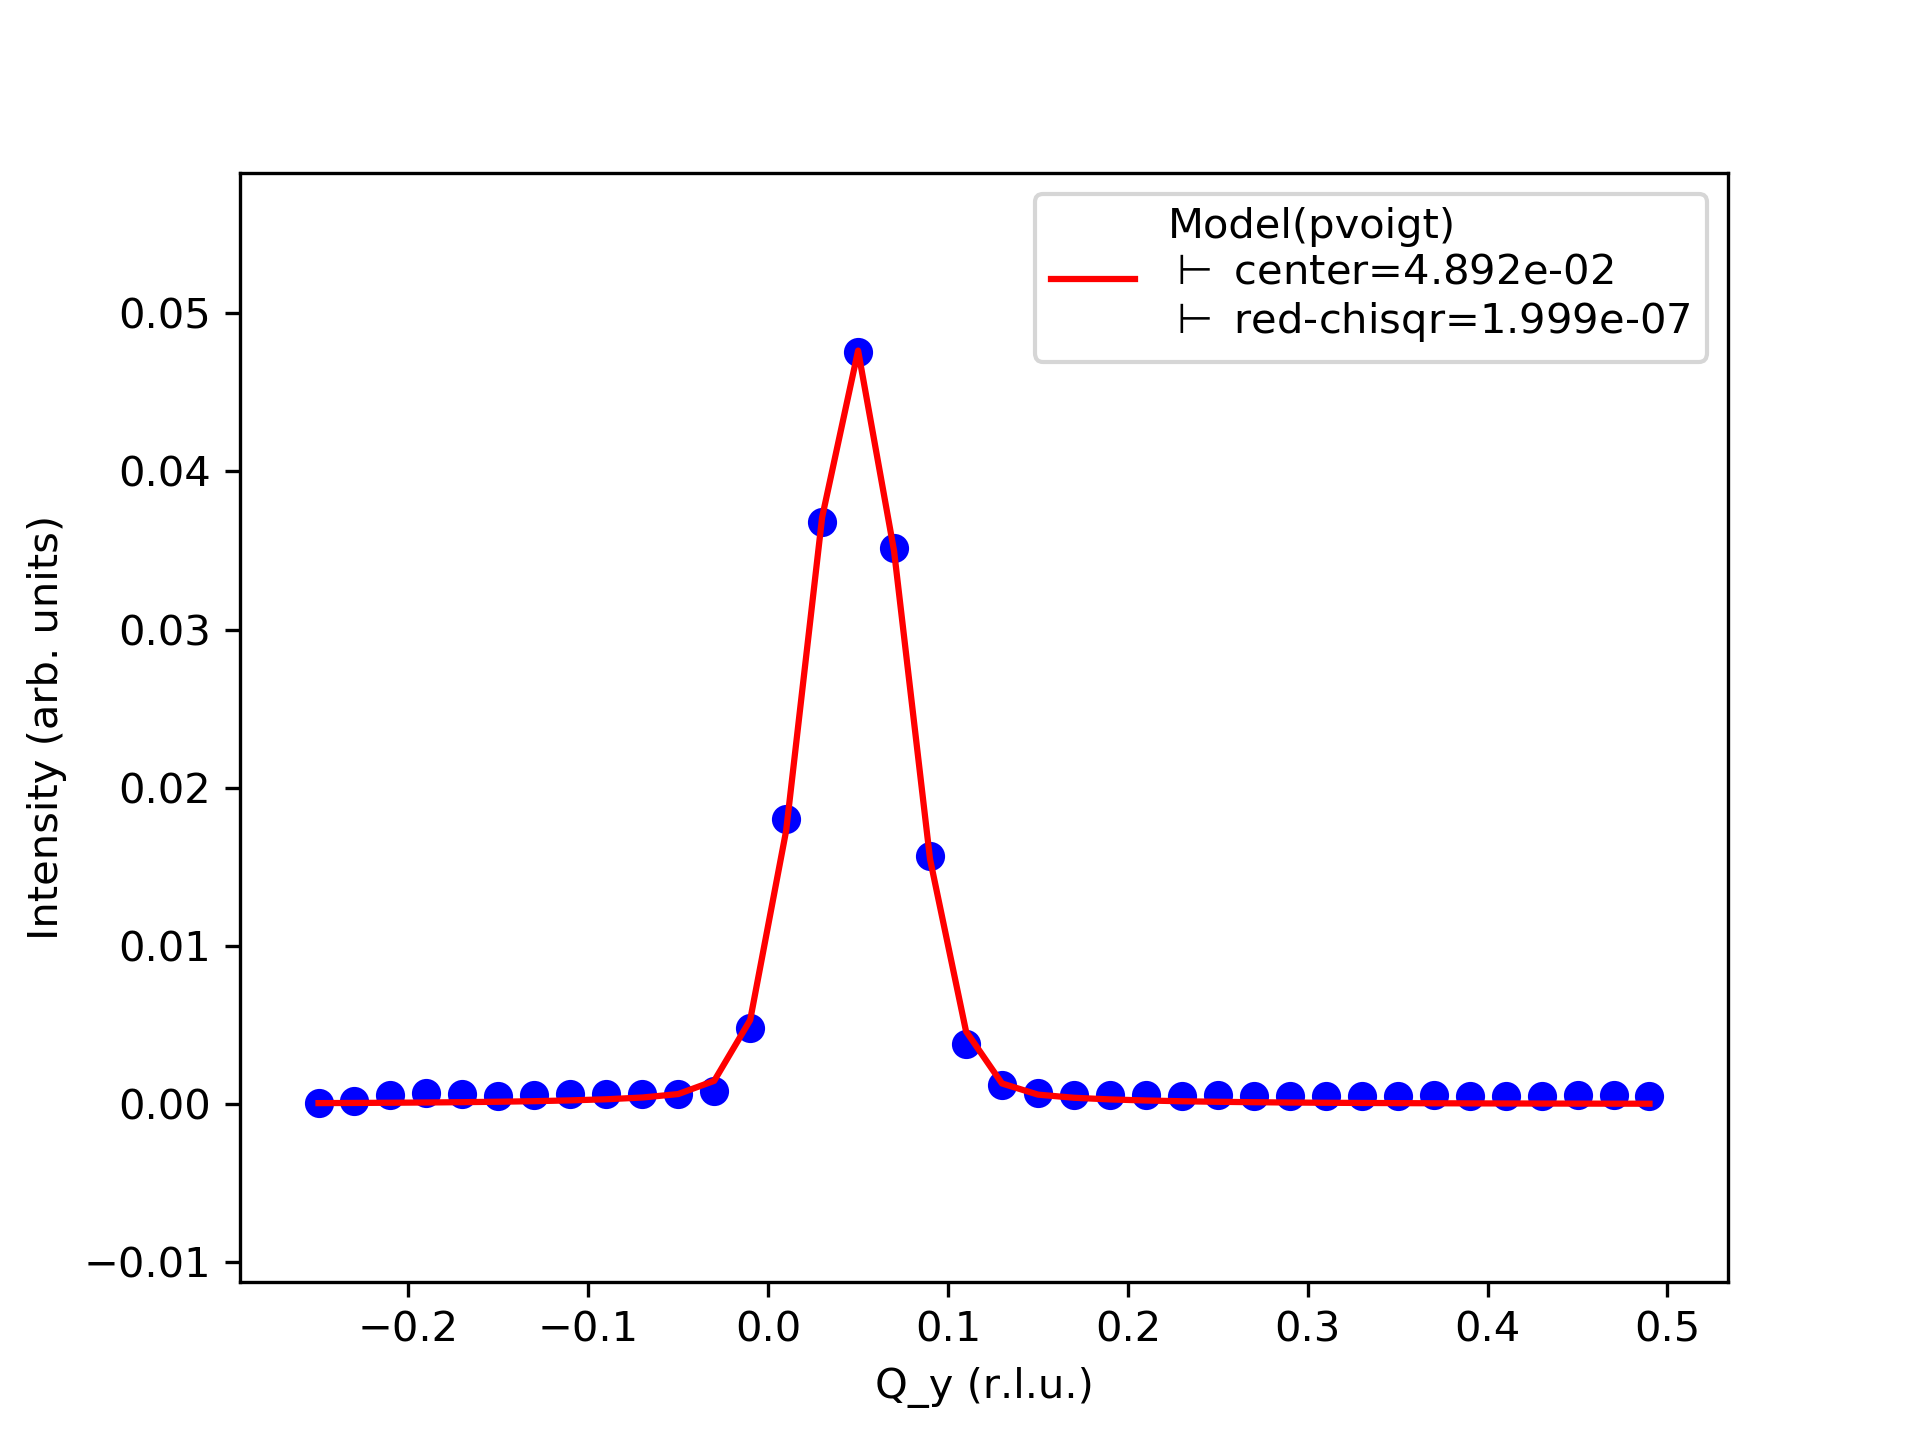 Model(pvoigt)
⊢ center=4.892e-02
⊢ red-chisqr=1.999e-07
0.05
0.04
0.03
0.02
0.01
0.00
−0.01
Intensity (arb. units)
−0.2 −0.1 0.0 0.1 0.2 0.3 0.4 0.5
Q_y (r.l.u.)